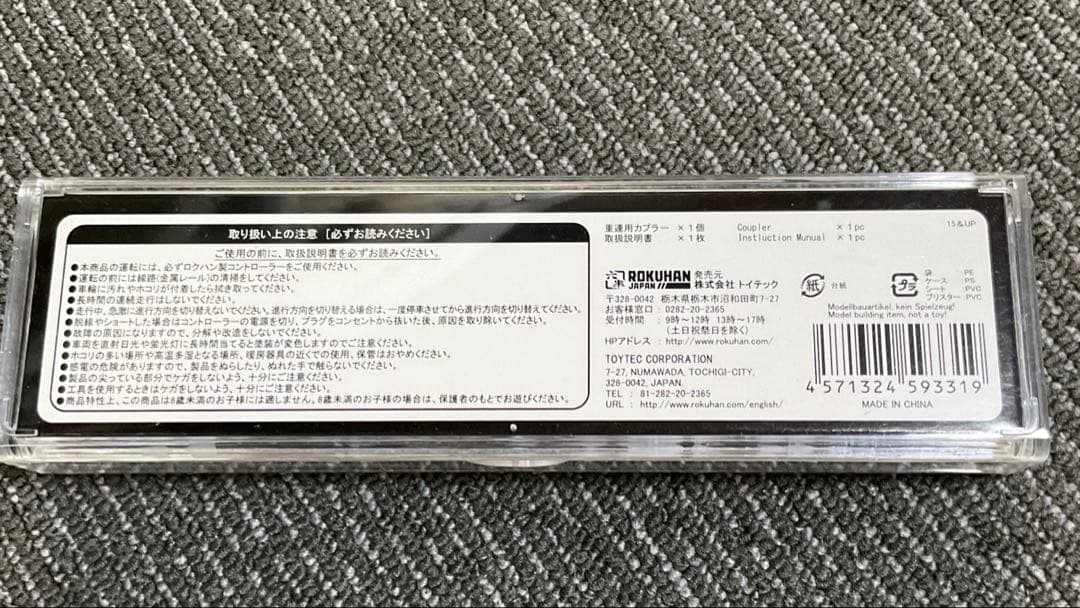 取り扱い上の注意 [必ずお読みください]
ご使用の前に、取扱説明書を必ずお読みください。
●本商品の運転には、必ずロクハン製コントローラーをご使用ください。
●運転の前には線路(金属レール)の清掃をしてください。
●車輪に汚れやホコリが付着したら拭き取ってください。
●長時間の連続走行はしないでください。
●走行中、急激に進行方向を切り替えないでください。進行方向を切り替える場合は、一度停車させてから進行方向を切り替えてください。
●脱線やショートした場合はコントローラーの電源を切り、プラグをコンセントから抜いた後、原因を取り除いてください。
●故障の原因になりますので、分解や改造をしないでください。
●車両を直射日光や蛍光灯に長時間当てると塗装が変色しますのでご注意ください。
●ホコリの多い場所や高温多湿となる場所、暖房器具の近くでの使用、保管はおやめください。
●感電の危険がありますので、製品をぬらしたり、ぬれた手で触らないでください。
●製品の尖っている部分でケガをしないよう、十分にご注意ください。
●工具を使用するときはケガをしないよう、十分にご注意ください。
●商品特性上、この商品は8歳未満のお子様には適しません。8歳未満のお子様の場合は、保護者のもとでお遊びください。
重連用カプラー ×1個 Coupler ×1pc
取扱説明書 ×1枚 Instluction Munual ×1pc
15&UP
ROKUHAN JAPAN 発売元 株式会社トイテック
〒328-0042 栃木県栃木市沼和田町7-27
お客様窓口 : 0282-20-2365
受付時間 : 9時〜12時 13時〜17時
(土日祝祭日を除く)
HPアドレス : http://www.rokuhan.com/
TOYTEC CORPORATION
7-27, NUMAWADA, TOCHIGI-CITY,
328-0042, JAPAN.
TEL : 81-282-20-2365
URL : http://www.rokuhan.com/english/
紙 台紙
プラ
袋 :PE
ケース :PS
シート :PVC
ブリスター :PVC
Modellbauartikel, kein Spielzeug!
Model building item, not a toy!
4571324593319
MADE IN CHINA